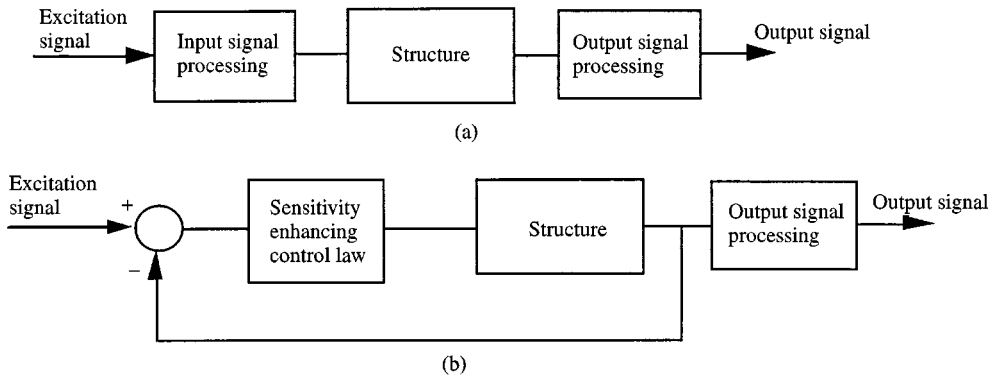 Excitation
signal
Input signal
processing
Structure
Output signal
processing
Output signal
(a)
Excitation
signal
+
−
Sensitivity
enhancing
control law
Structure
Output signal
processing
Output signal
(b)